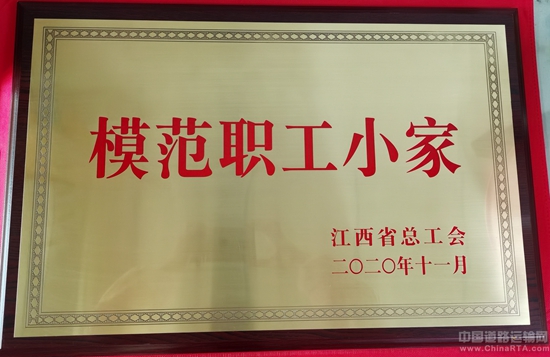 模范职工小家
江西省总工会
二〇二〇年十一月
中国道路运输网
www.ChinaRTA.com